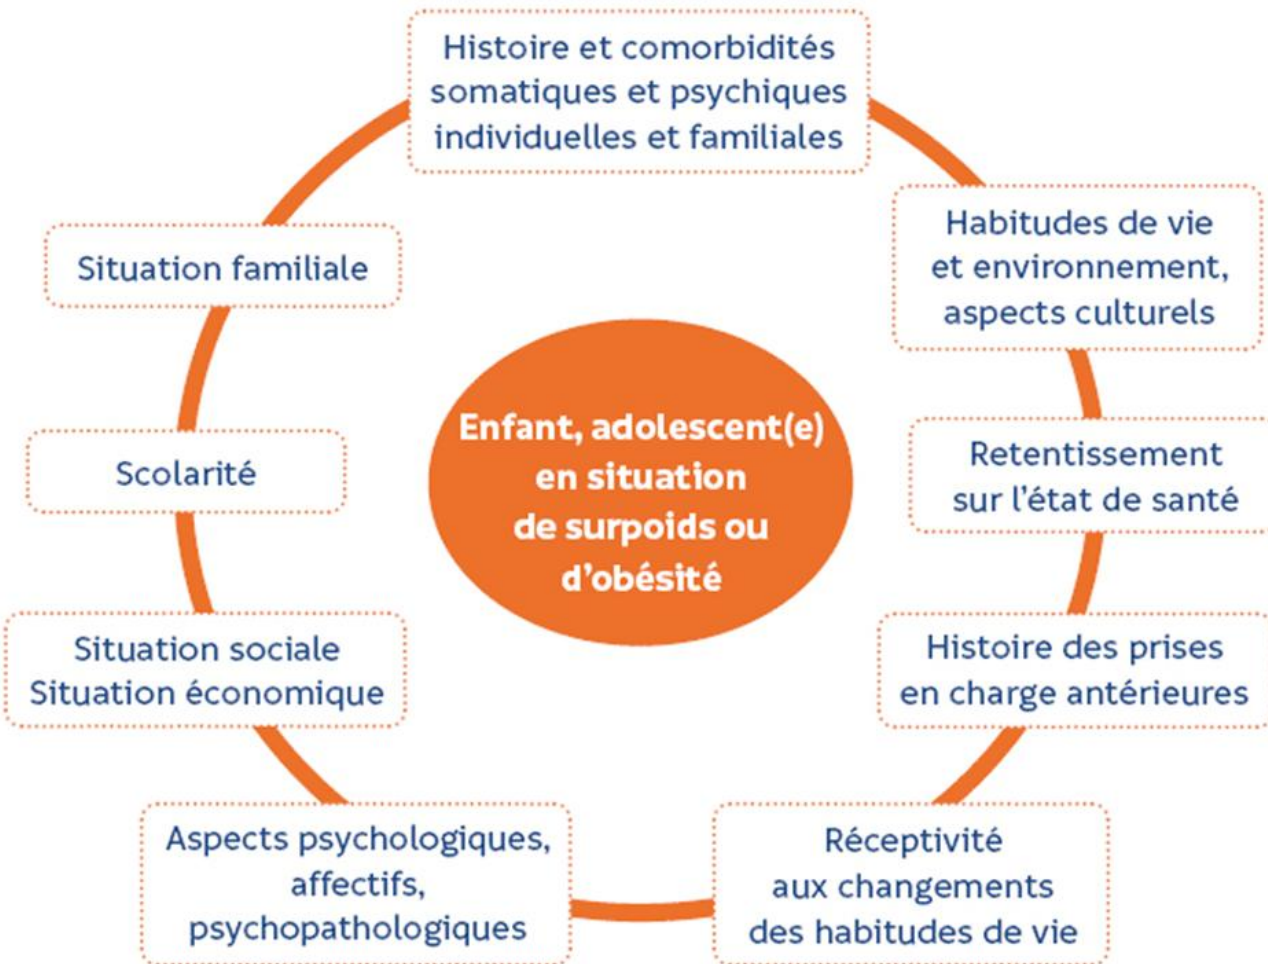 Histoire et comorbidités
somatiques et psychiques
individuelles et familiales
Habitudes de vie
et environnement,
aspects culturels
Retentissement
sur l'état de santé
Histoire des prises
en charge antérieures
Réceptivité
aux changements
des habitudes de vie
Aspects psychologiques,
affectifs,
psychopathologiques
Situation sociale
Situation économique
Scolarité
Situation familiale
Enfant, adolescent(e)
en situation
de surpoids ou
d'obésité